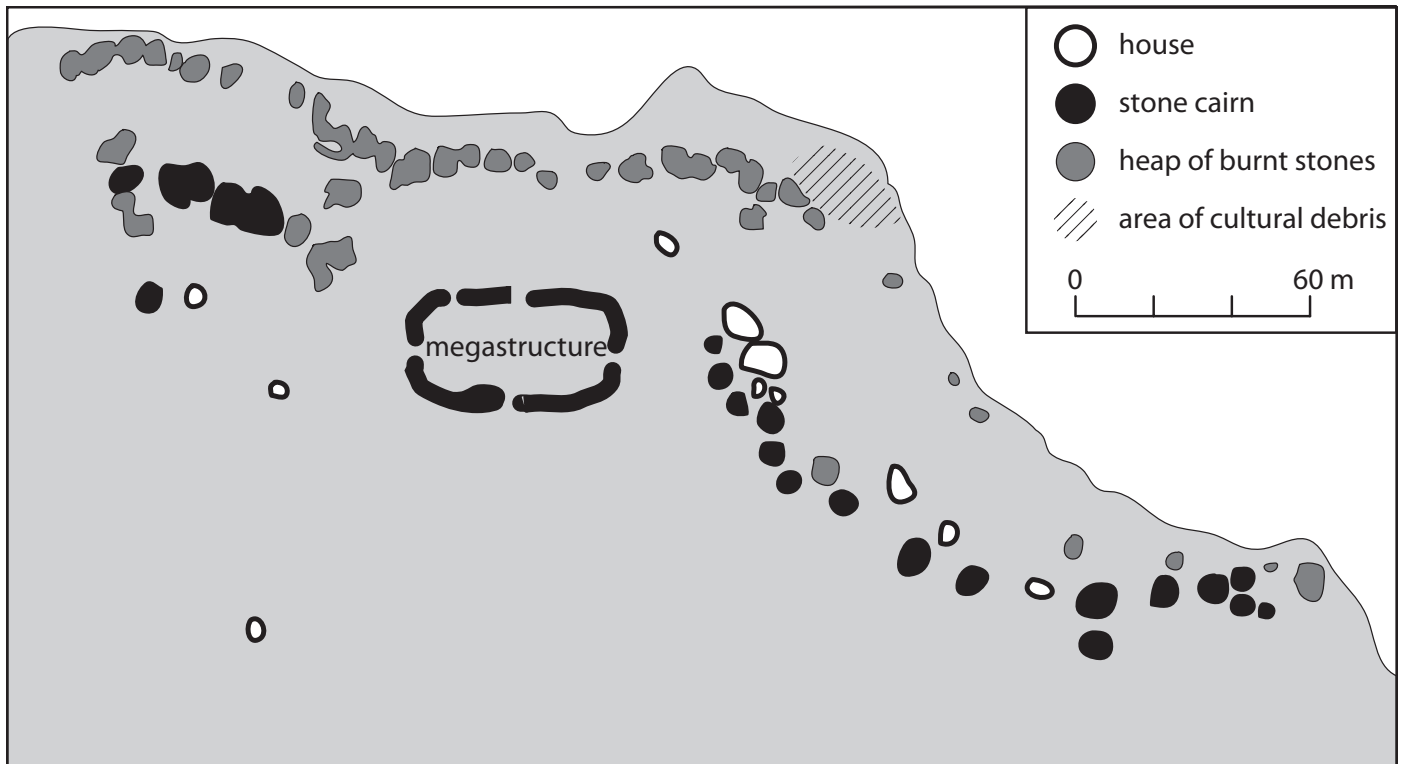 house
stone cairn
heap of burnt stones
area of cultural debris
0 60 m
megastructure